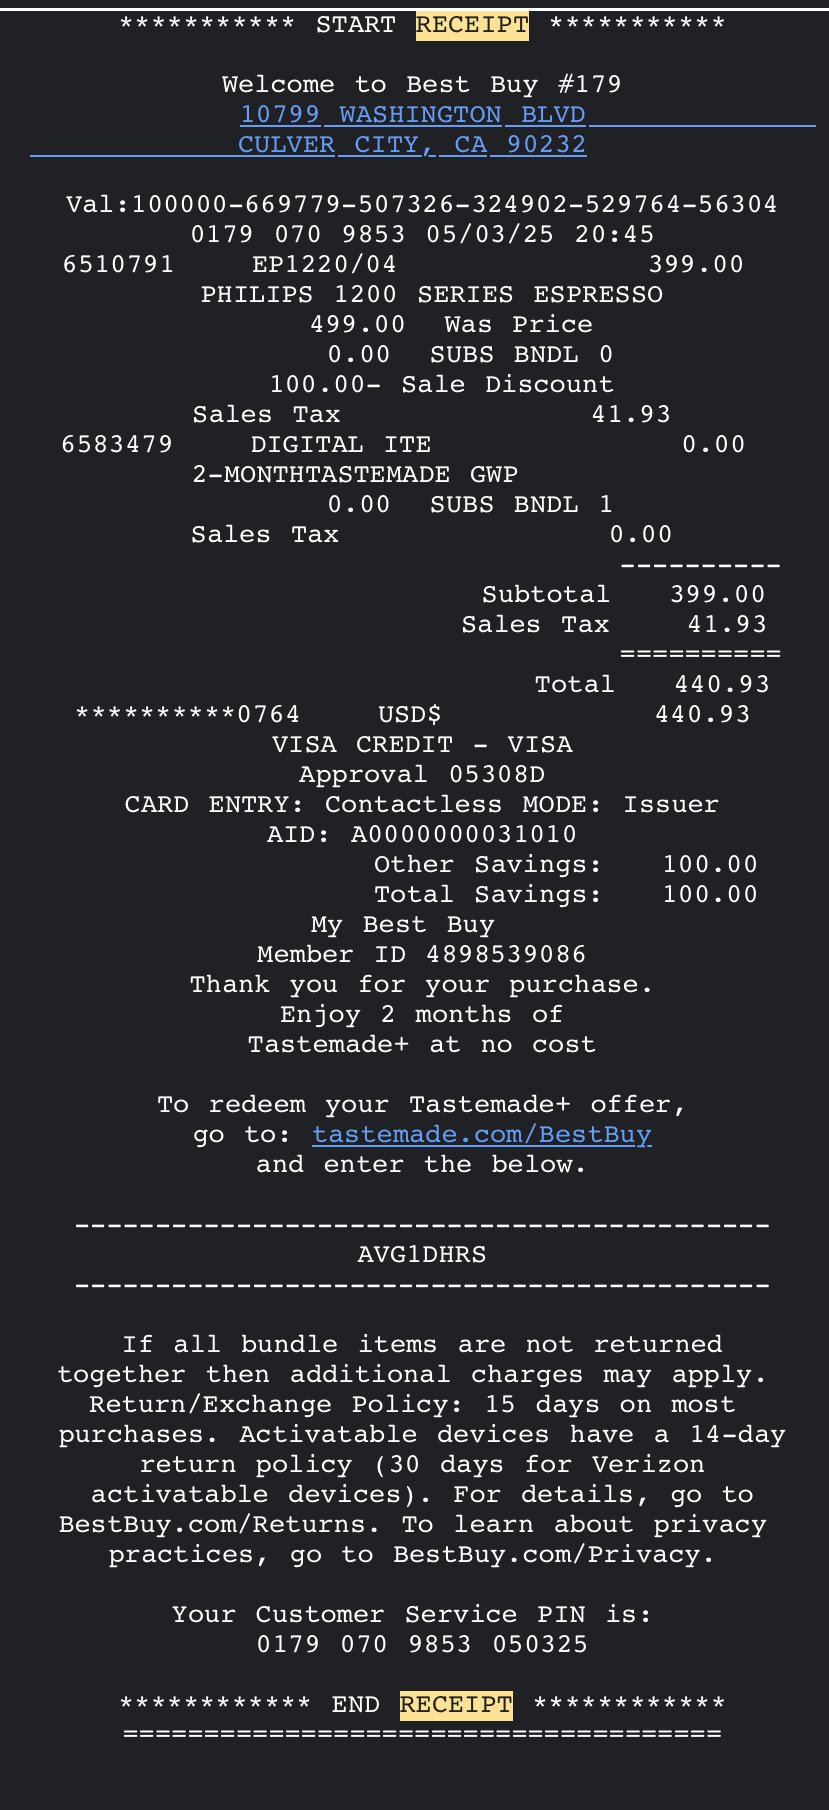 *********** START RECEIPT ***********
Welcome to Best Buy #179
10799 WASHINGTON BLVD
CULVER CITY, CA 90232
Val:100000-669779-507326-324902-529764-56304
0179 070 9853 05/03/25 20:45
6510791 EP1220/04 399.00
PHILIPS 1200 SERIES ESPRESSO
499.00 Was Price
0.00 SUBS BNDL 0
100.00- Sale Discount
Sales Tax 41.93
6583479 DIGITAL ITE 0.00
2-MONTHTASTEMADE GWP
0.00 SUBS BNDL 1
Sales Tax 0.00
----------
Subtotal 399.00
Sales Tax 41.93
==========
Total 440.93
**********0764 USD$ 440.93
VISA CREDIT - VISA
Approval 05308D
CARD ENTRY: Contactless MODE: Issuer
AID: A0000000031010
Other Savings: 100.00
Total Savings: 100.00
My Best Buy
Member ID 4898539086
Thank you for your purchase.
Enjoy 2 months of
Tastemade+ at no cost
To redeem your Tastemade+ offer,
go to: tastemade.com/BestBuy
and enter the below.
-------------------------------------------
AVG1DHRS
-------------------------------------------
If all bundle items are not returned
together then additional charges may apply.
Return/Exchange Policy: 15 days on most
purchases. Activatable devices have a 14-day
return policy (30 days for Verizon
activatable devices). For details, go to
BestBuy.com/Returns. To learn about privacy
practices, go to BestBuy.com/Privacy.
Your Customer Service PIN is:
0179 070 9853 050325
************ END RECEIPT ************
=====================================